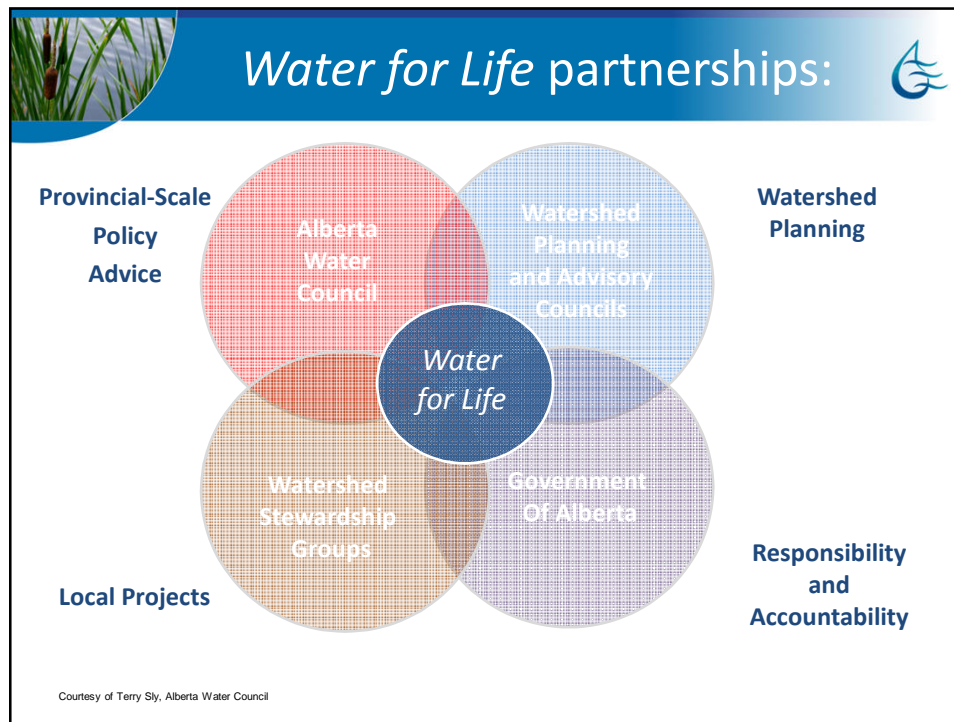 Water for Life partnerships:
Provincial-Scale
Policy
Advice
Alberta
Water
Council
Watershed
Planning
and Advisory
Councils
Watershed
Planning
Water
for Life
Watershed
Stewardship
Groups
Government
Of Alberta
Local Projects
Responsibility
and
Accountability
Courtesy of Terry Sly, Alberta Water Council